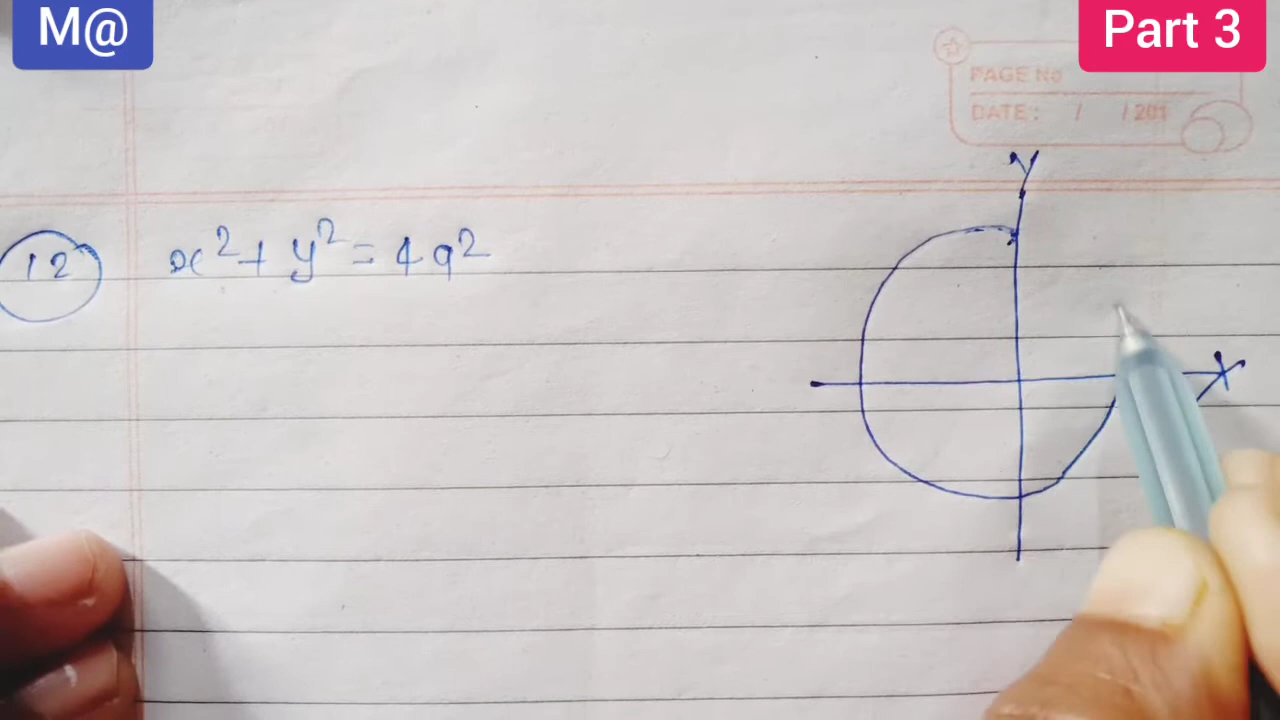 M@
Part 3
PAGE No
DATE: / / 201
Y
12 x² + y² = 4a²
X